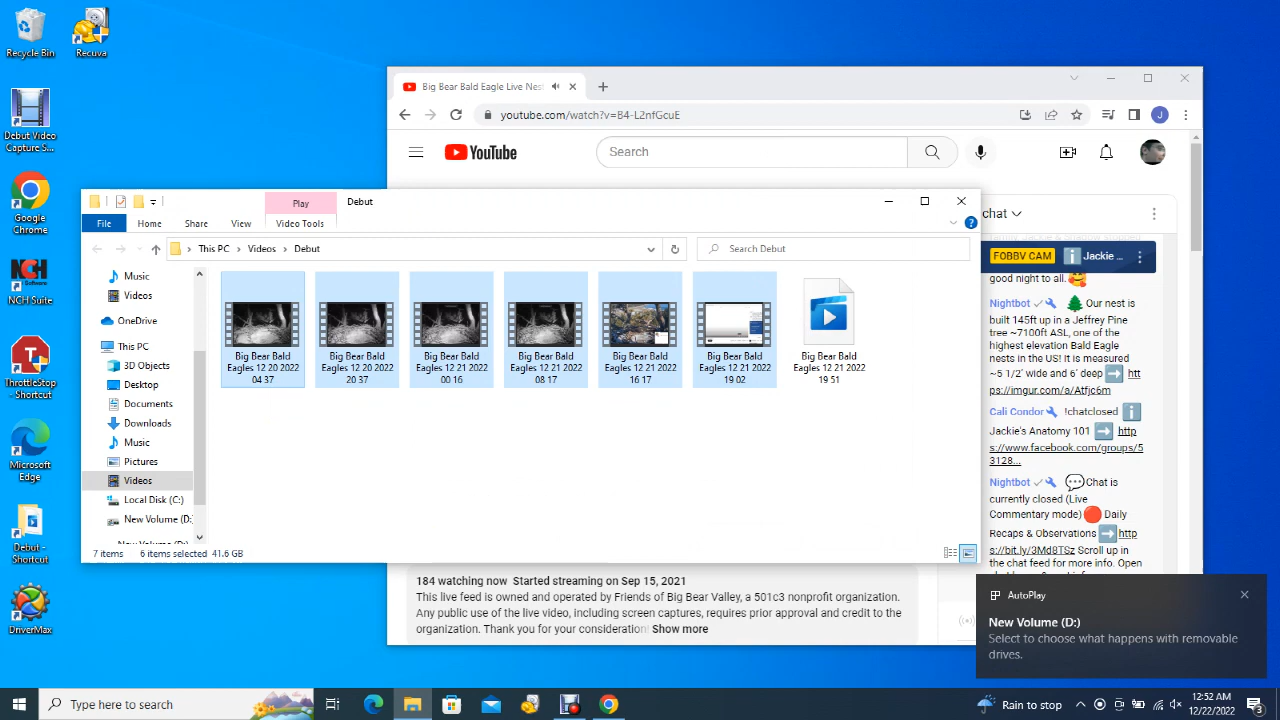 Recycle Bin
Recuva
Debut Video
Capture S...
Google
Chrome
NCH Software
NCH Suite
ThrottleStop
- Shortcut
Microsoft
Edge
Debut -
Shortcut
DriverMax
Big Bear Bald Eagle Live Nest
youtube.com/watch?v=B4-L2nfGcuE
J
YouTube
Search
Play
Debut
File
Home
Share
View
Video Tools
This PC
Videos
Debut
Search Debut
Music
Videos
OneDrive
This PC
3D Objects
Desktop
Documents
Downloads
Music
Pictures
Videos
Local Disk (C:)
New Volume (D:)
New Volume (D:)
Big Bear Bald
Eagles 12 20 2022
04 37
Big Bear Bald
Eagles 12 20 2022
20 37
Big Bear Bald
Eagles 12 21 2022
00 16
Big Bear Bald
Eagles 12 21 2022
08 17
Big Bear Bald
Eagles 12 21 2022
16 17
Big Bear Bald
Eagles 12 21 2022
19 02
Big Bear Bald
Eagles 12 21 2022
19 51
7 items
6 items selected 41.6 GB
chat
FOBBV CAM ℹ️ Jackie ...
good night to all.🥰
Nightbot 🌲Our nest is
built 145ft up in a Jeffrey Pine
tree ~7100ft ASL, one of the
highest elevation Bald Eagle
nests in the US! It is measured
~5 1/2' wide and 6' deep ➡️ htt
ps://imgur.com/a/Atfjc6m
Cali Condor !chatclosed ℹ️
Jackie's Anatomy 101 ➡️ http
s://www.facebook.com/groups/5
3128...
Nightbot 💬Chat is
currently closed (Live
Commentary mode)🔴 Daily
Recaps & Observations ➡️ http
s://bit.ly/3Md8TSz Scroll up in
the chat feed for more info. Open
184 watching now Started streaming on Sep 15, 2021
This live feed is owned and operated by Friends of Big Bear Valley, a 501c3 nonprofit organization.
Any public use of the live video, including screen captures, requires prior approval and credit to the
organization. Thank you for your consideration! Show more
AutoPlay
New Volume (D:)
Select to choose what happens with removable
drives.
Type here to search
Rain to stop
12:52 AM
12/22/2022
3